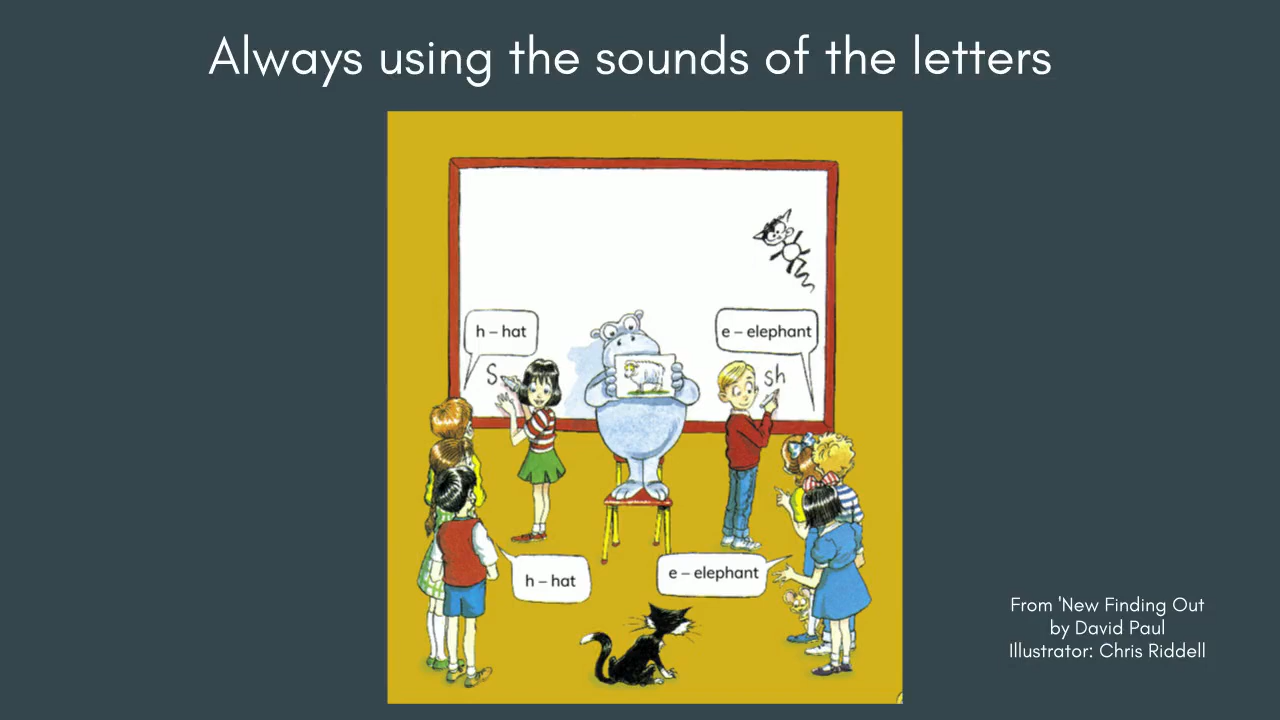 Always using the sounds of the letters
h – hat
e – elephant
s
sh
h – hat
e – elephant
From 'New Finding Out
by David Paul
Illustrator: Chris Riddell